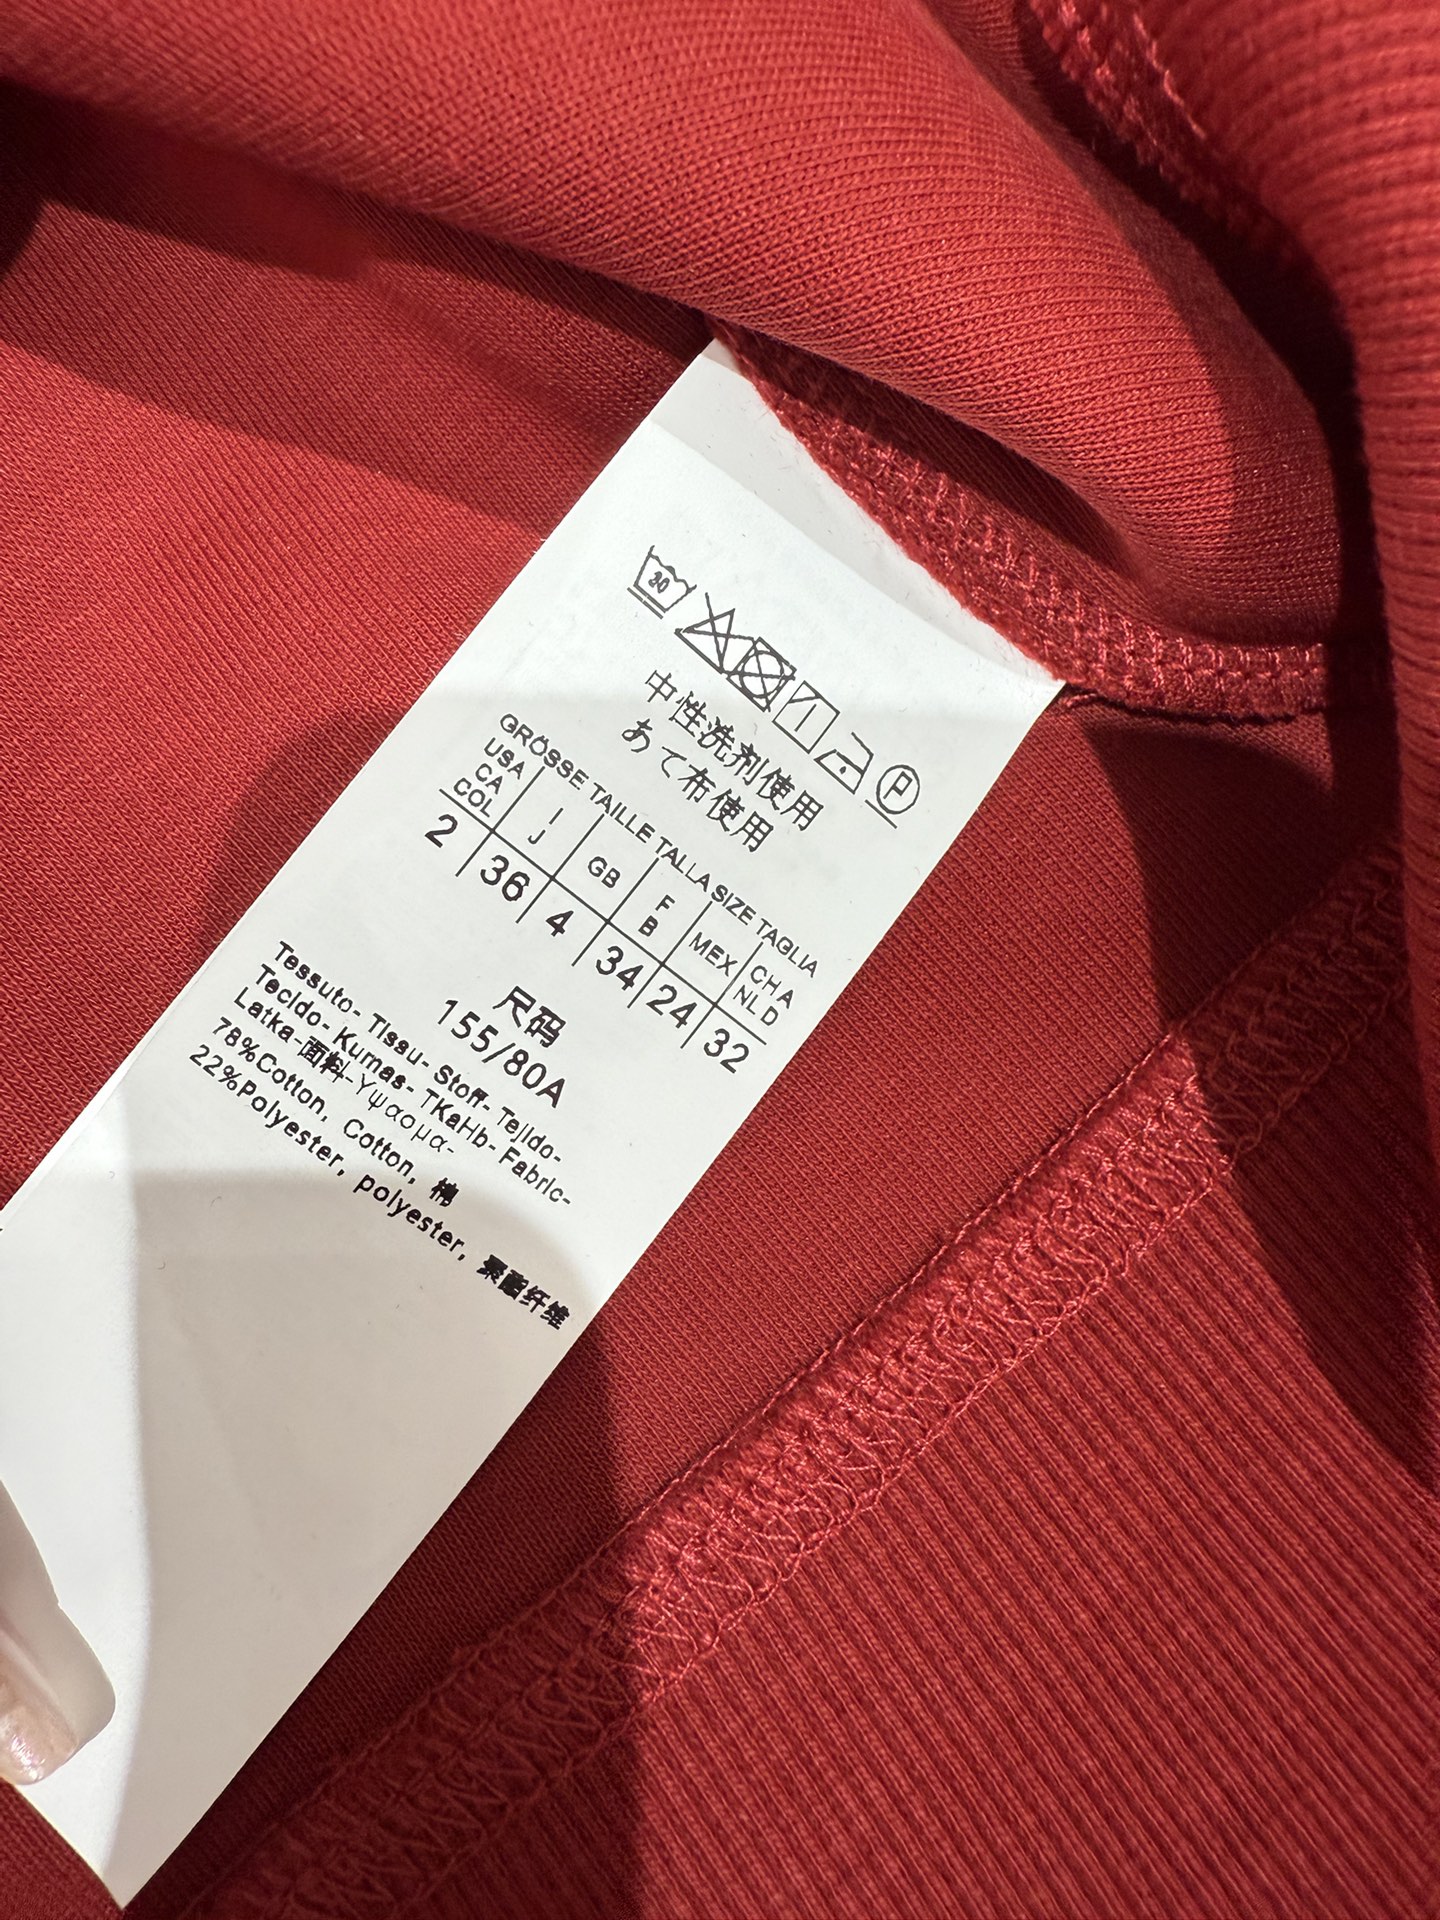 30
P
中性洗剤使用
あて布使用
GRÖSSE TAILLE TALLA SIZE TAGLIA
USA CA COL | I J | GB | F B | MEX | CH A NL D
2 | 36 | 4 | 34 | 24 | 32
尺码
155/80A
Tessuto- Tissu- Stoff- Tejido-
Tecido- Kumas- TKaHb- Fabric-
Latka-面料-Υψαομα-
78%Cotton, Cotton, 棉
22%Polyester, polyester, 聚酯纤维